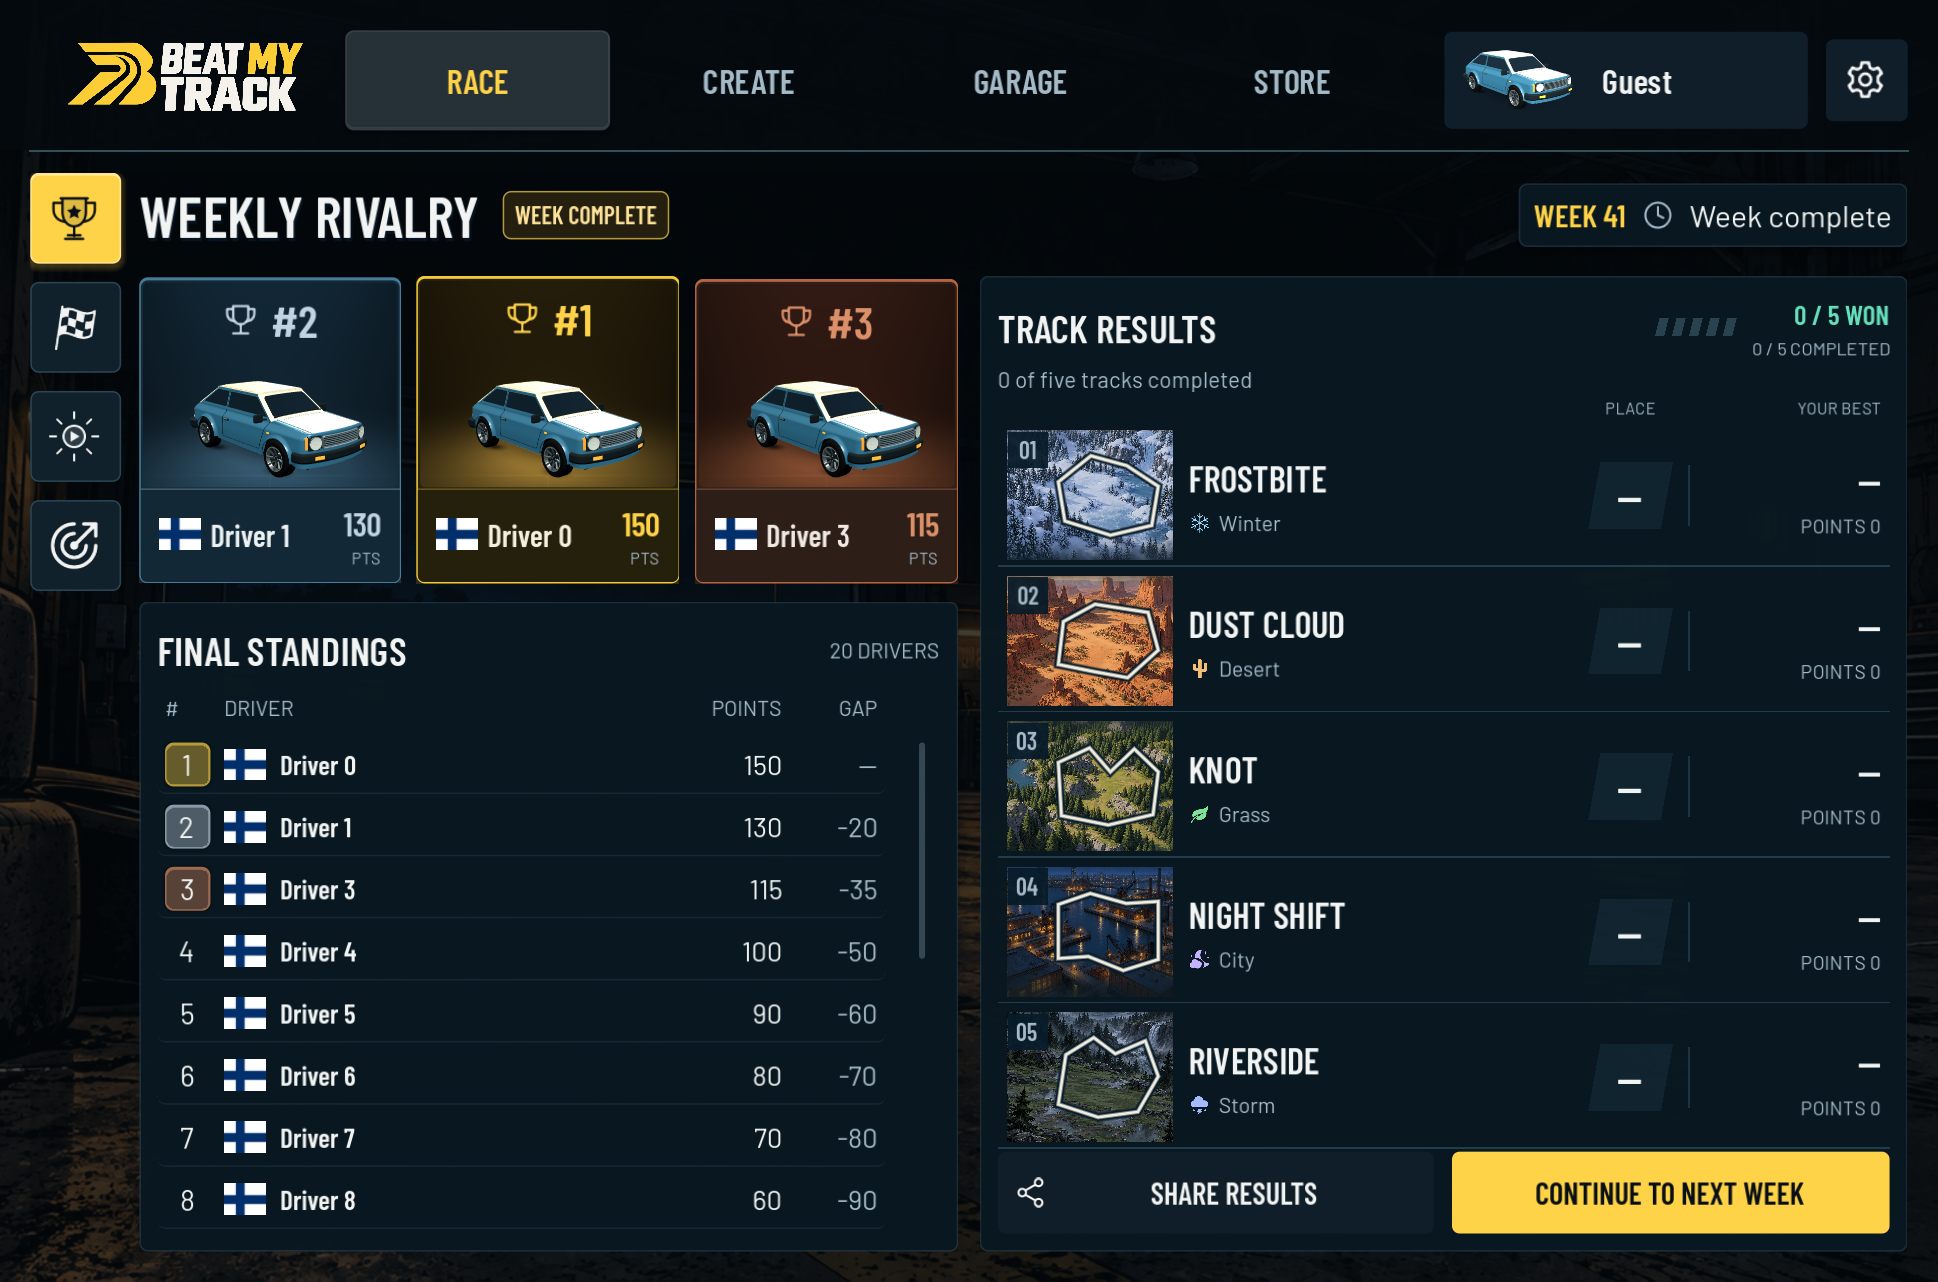 BEAT MY TRACK
RACE
CREATE
GARAGE
STORE
Guest
WEEKLY RIVALRY
WEEK COMPLETE
WEEK 41
Week complete
#2
Driver 1
130
PTS
#1
Driver 0
150
PTS
#3
Driver 3
115
PTS
FINAL STANDINGS
20 DRIVERS
# DRIVER POINTS GAP
1 Driver 0 150 —
2 Driver 1 130 -20
3 Driver 3 115 -35
4 Driver 4 100 -50
5 Driver 5 90 -60
6 Driver 6 80 -70
7 Driver 7 70 -80
8 Driver 8 60 -90
TRACK RESULTS
0 / 5 WON
0 / 5 COMPLETED
0 of five tracks completed
PLACE
YOUR BEST
01
FROSTBITE
Winter
–
–
POINTS 0
02
DUST CLOUD
Desert
–
–
POINTS 0
03
KNOT
Grass
–
–
POINTS 0
04
NIGHT SHIFT
City
–
–
POINTS 0
05
RIVERSIDE
Storm
–
–
POINTS 0
SHARE RESULTS
CONTINUE TO NEXT WEEK